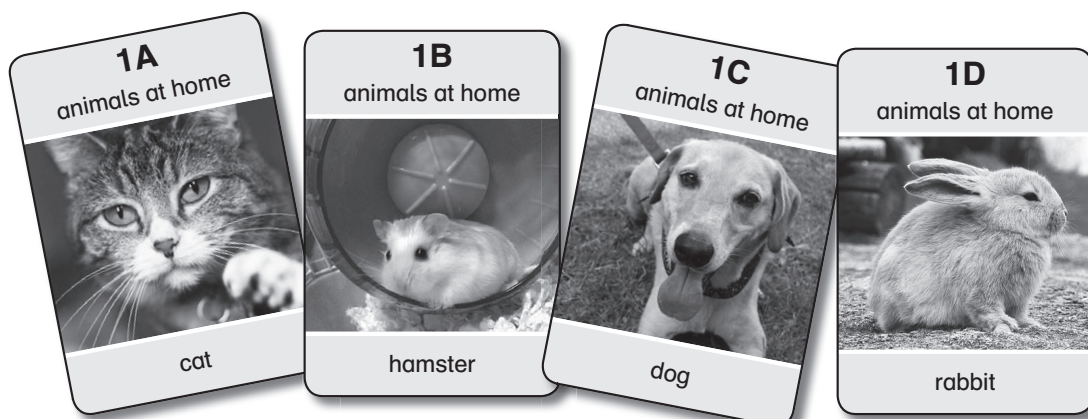 1A
animals at home
cat
1B
animals at home
hamster
1C
animals at home
dog
1D
animals at home
rabbit